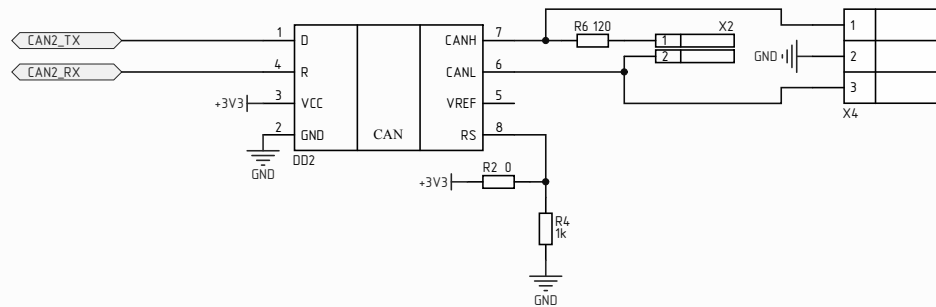 CAN2_TX
CAN2_RX
+3V3
GND
1 D
4 R
3 VCC
2 GND
DD2
CAN
CANH 7
CANL 6
VREF 5
RS 8
R6 120
X2
1
2
GND
1
2
3
X4
+3V3
R2 0
R4
1k
GND